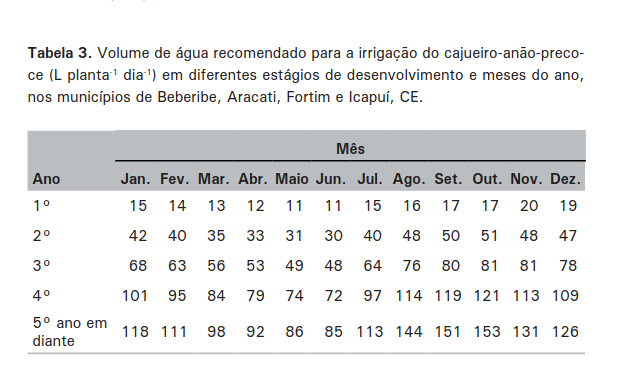 Tabela 3. Volume de água recomendado para a irrigação do cajueiro-anão-preco-
ce (L planta-1 dia-1) em diferentes estágios de desenvolvimento e meses do ano,
nos municípios de Beberibe, Aracati, Fortim e Icapuí, CE.
Mês
Ano Jan. Fev. Mar. Abr. Maio Jun. Jul. Ago. Set. Out. Nov. Dez.
1º 15 14 13 12 11 11 15 16 17 17 20 19
2º 42 40 35 33 31 30 40 48 50 51 48 47
3º 68 63 56 53 49 48 64 76 80 81 81 78
4º 101 95 84 79 74 72 97 114 119 121 113 109
5º ano em
diante 118 111 98 92 86 85 113 144 151 153 131 126